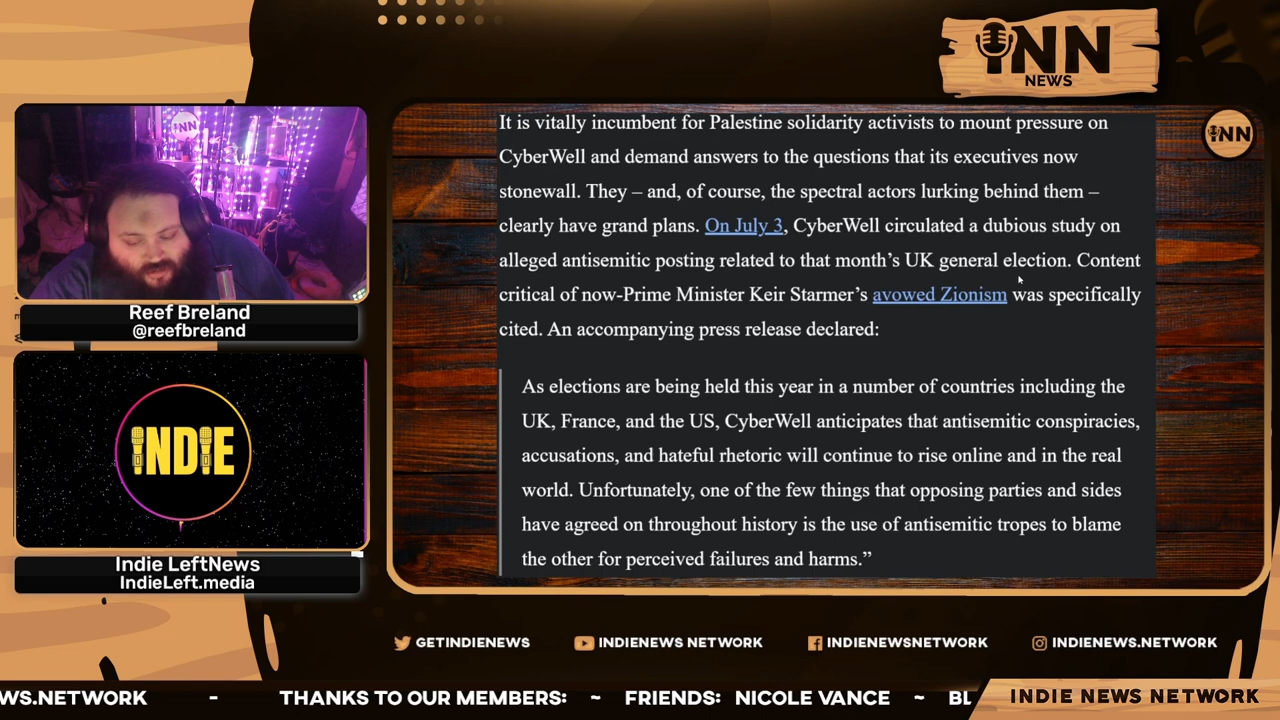 INN
NEWS
INN
It is vitally incumbent for Palestine solidarity activists to mount pressure on
CyberWell and demand answers to the questions that its executives now
stonewall. They – and, of course, the spectral actors lurking behind them –
clearly have grand plans. On July 3, CyberWell circulated a dubious study on
alleged antisemitic posting related to that month’s UK general election. Content
critical of now-Prime Minister Keir Starmer’s avowed Zionism was specifically
cited. An accompanying press release declared:
As elections are being held this year in a number of countries including the
UK, France, and the US, CyberWell anticipates that antisemitic conspiracies,
accusations, and hateful rhetoric will continue to rise online and in the real
world. Unfortunately, one of the few things that opposing parties and sides
have agreed on throughout history is the use of antisemitic tropes to blame
the other for perceived failures and harms.”
INN
Reef Breland
@reefbreland
INDIE
Indie LeftNews
IndieLeft.media
GETINDIENEWS
INDIENEWS NETWORK
INDIENEWSNETWORK
INDIENEWS.NETWORK
WS.NETWORK - THANKS TO OUR MEMBERS: ~ FRIENDS: NICOLE VANCE ~ BL
INDIE NEWS NETWORK